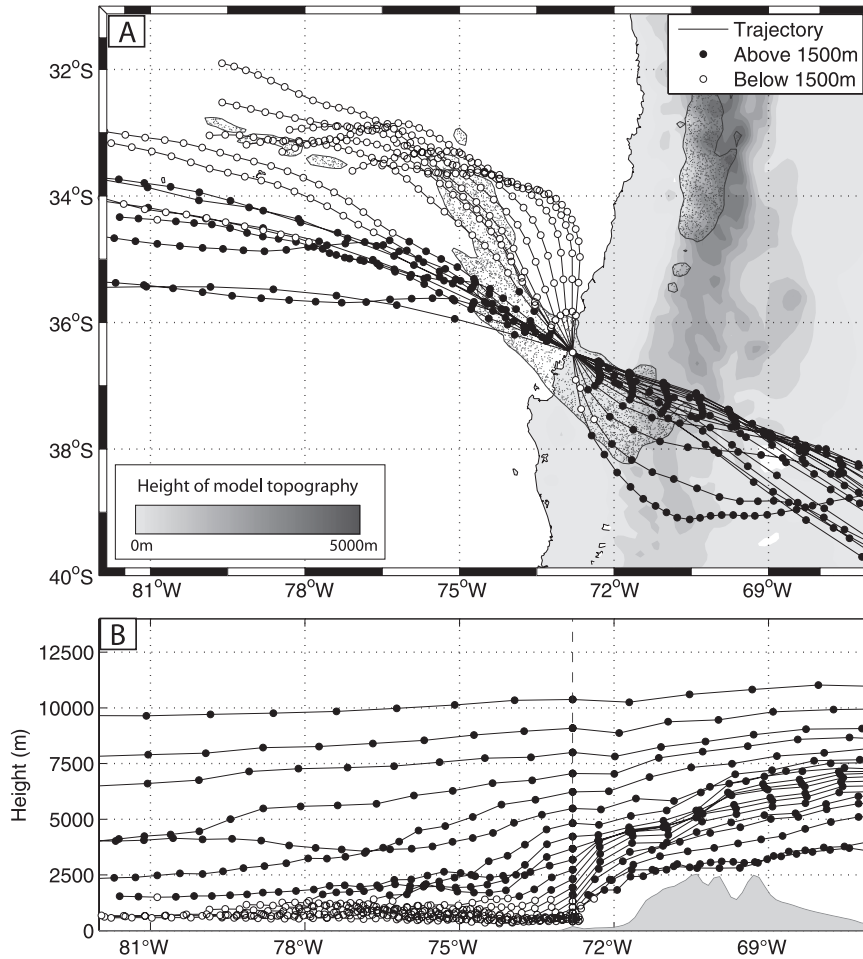 A
Trajectory
Above 1500m
Below 1500m
32°S
34°S
36°S
38°S
40°S
Height of model topography
0m 5000m
81°W 78°W 75°W 72°W 69°W
B
Height (m)
12500
10000
7500
5000
2500
0
81°W 78°W 75°W 72°W 69°W